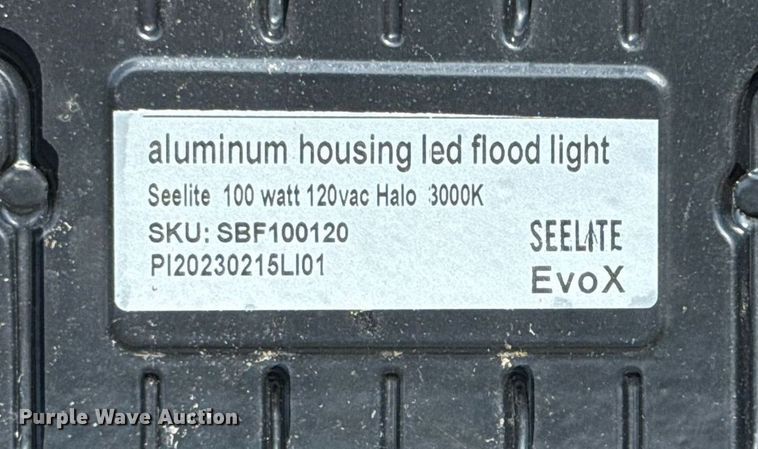 aluminum housing led flood light
Seelite 100 watt 120vac Halo 3000K
SKU: SBF100120
PI20230215LI01
SEELITE
EvoX
Purple Wave Auction